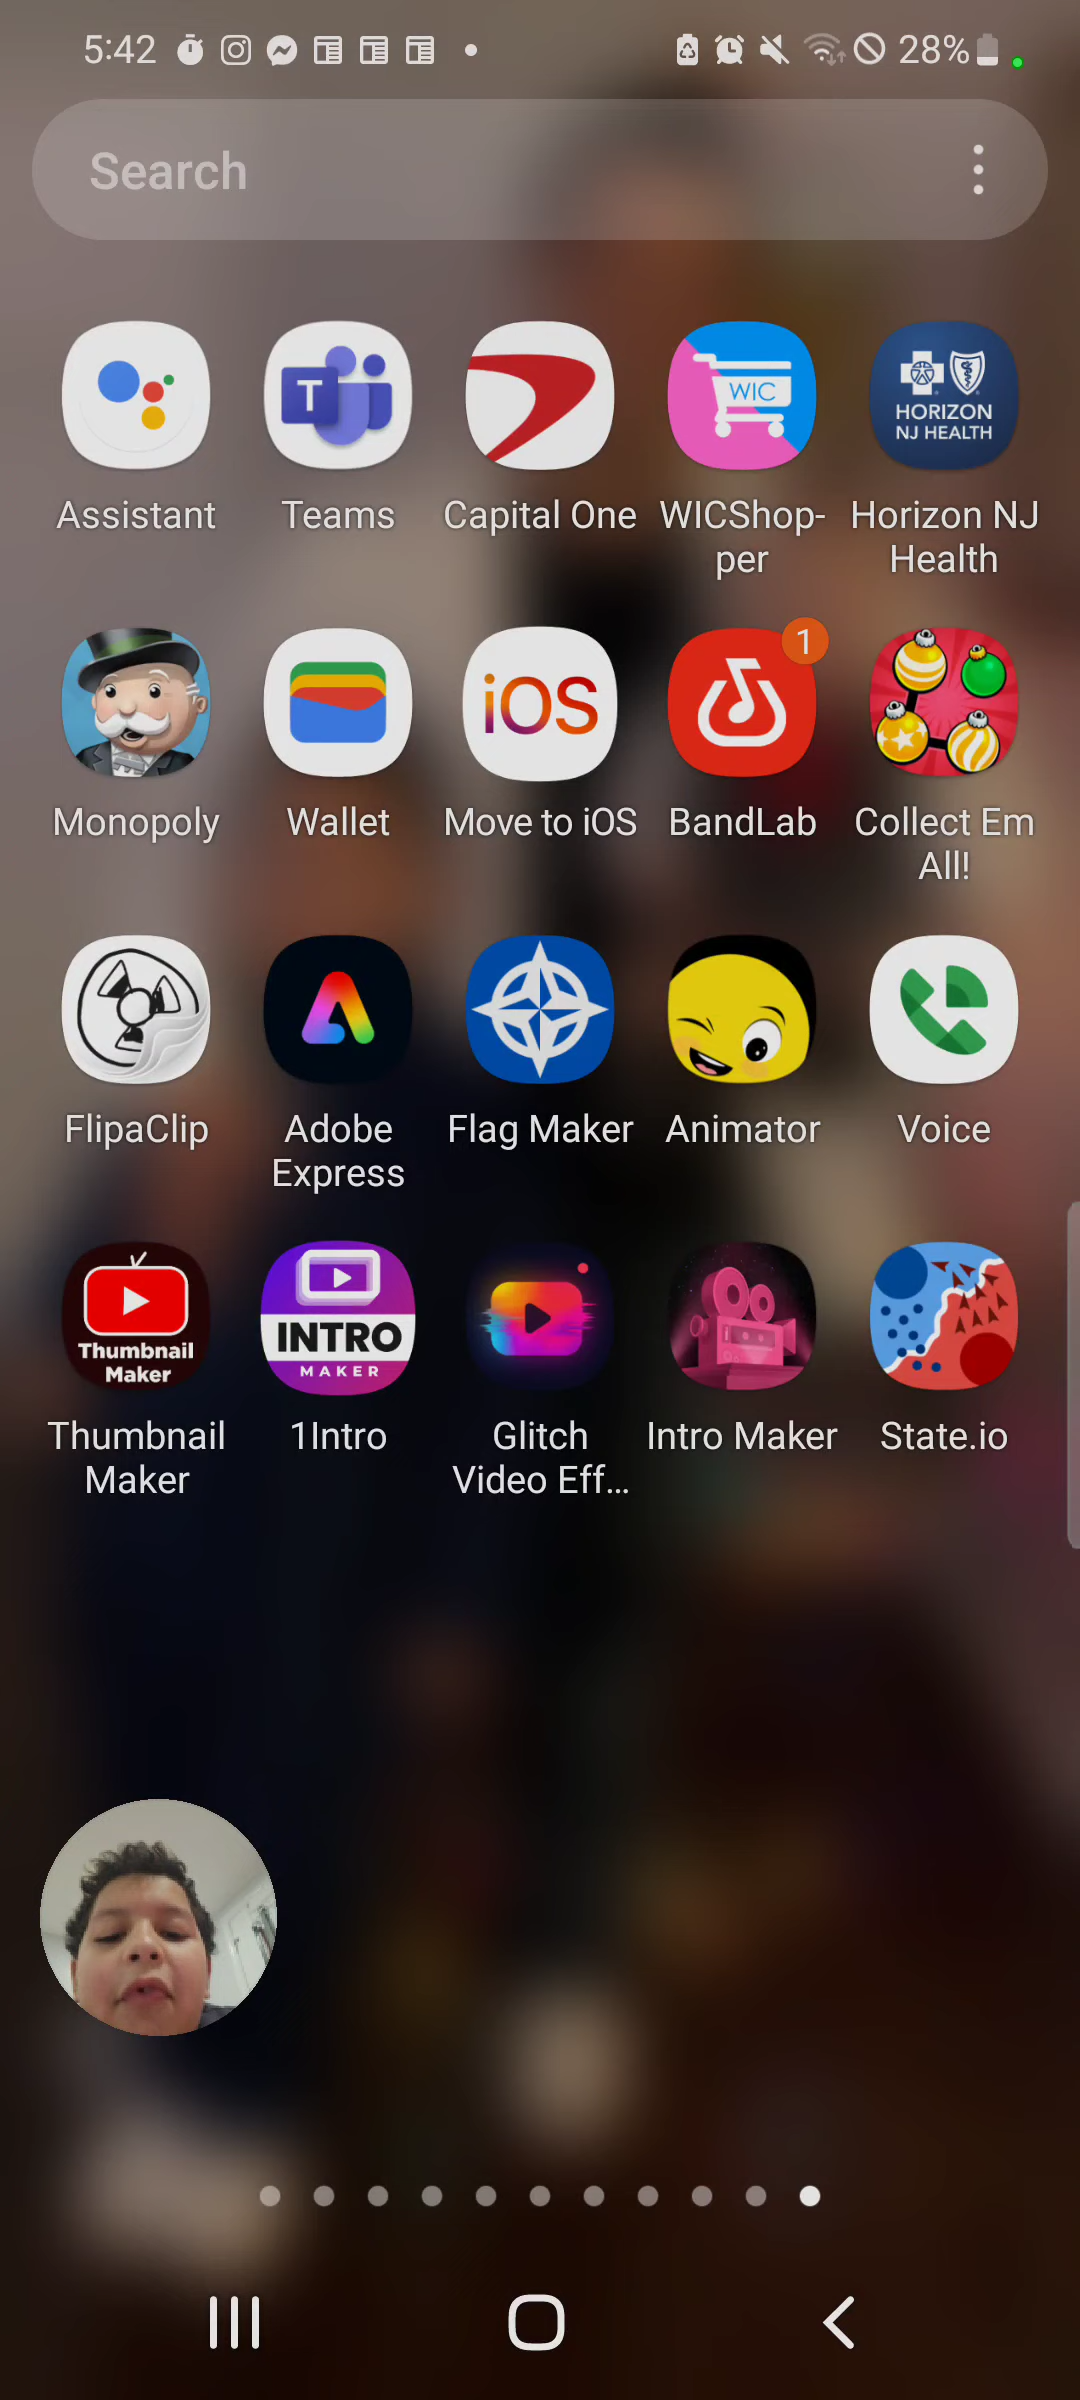 5:42
28%
Search
T
WIC
HORIZON
NJ HEALTH
Assistant
Teams
Capital One
WICShop-
per
Horizon NJ
Health
iOS
1
Monopoly
Wallet
Move to iOS
BandLab
Collect Em
All!
FlipaClip
Adobe
Express
Flag Maker
Animator
Voice
Thumbnail
Maker
INTRO
MAKER
Thumbnail
Maker
1Intro
Glitch
Video Eff...
Intro Maker
State.io